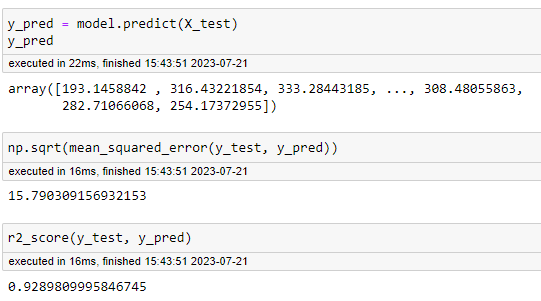 y_pred = model.predict(X_test)
y_pred
executed in 22ms, finished 15:43:51 2023-07-21
array([193.1458842 , 316.43221854, 333.28443185, ..., 308.48055863,
282.71066068, 254.17372955])
np.sqrt(mean_squared_error(y_test, y_pred))
executed in 16ms, finished 15:43:51 2023-07-21
15.790309156932153
r2_score(y_test, y_pred)
executed in 16ms, finished 15:43:51 2023-07-21
0.9289809995846745